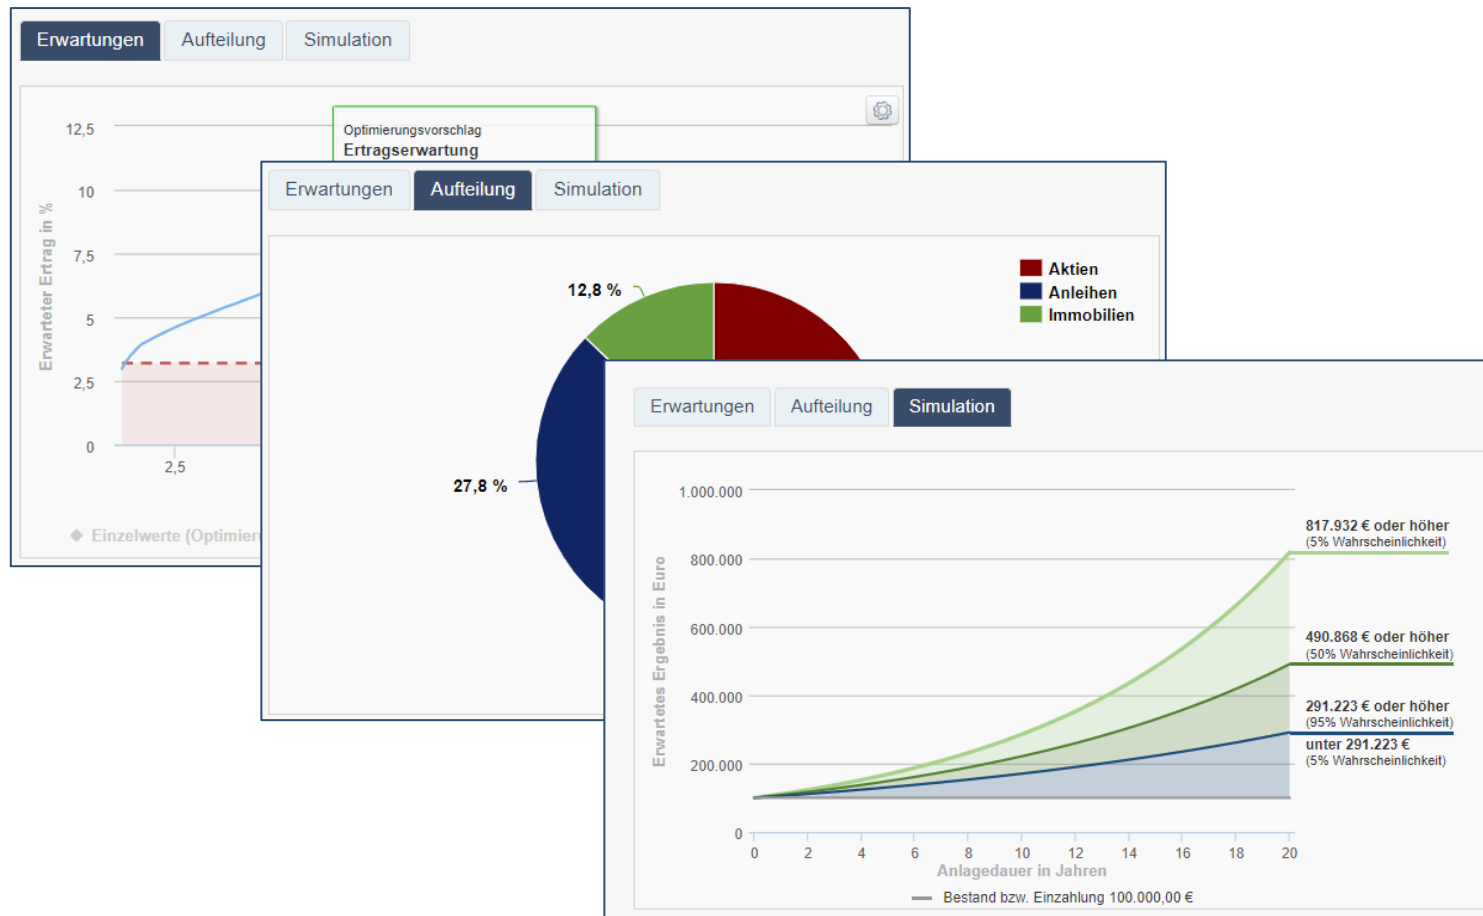 Erwartungen Aufteilung Simulation
Optimierungsvorschlag
Ertragserwartung
12,5
10
7,5
5
2,5
0
Erwarteter Ertrag in %
2,5
Einzelwerte (Optimier
Erwartungen Aufteilung Simulation
12,8 %
27,8 %
Aktien
Anleihen
Immobilien
Erwartungen Aufteilung Simulation
1.000.000
800.000
600.000
400.000
200.000
0
Erwartetes Ergebnis in Euro
817.932 € oder höher
(5% Wahrscheinlichkeit)
490.868 € oder höher
(50% Wahrscheinlichkeit)
291.223 € oder höher
(95% Wahrscheinlichkeit)
unter 291.223 €
(5% Wahrscheinlichkeit)
0 2 4 6 8 10 12 14 16 18 20
Anlagedauer in Jahren
Bestand bzw. Einzahlung 100.000,00 €